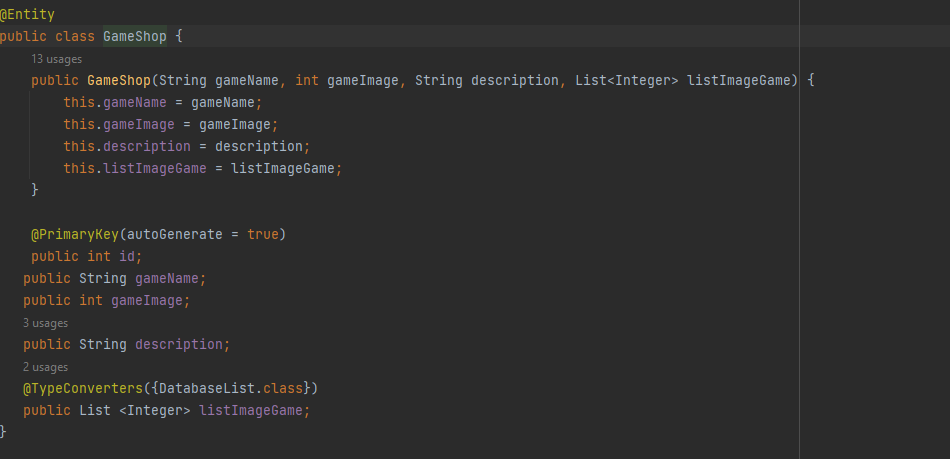 @Entity
public class GameShop {
13 usages
public GameShop(String gameName, int gameImage, String description, List<Integer> listImageGame) {
this.gameName = gameName;
this.gameImage = gameImage;
this.description = description;
this.listImageGame = listImageGame;
}
@PrimaryKey(autoGenerate = true)
public int id;
public String gameName;
public int gameImage;
3 usages
public String description;
2 usages
@TypeConverters({DatabaseList.class})
public List <Integer> listImageGame;
}